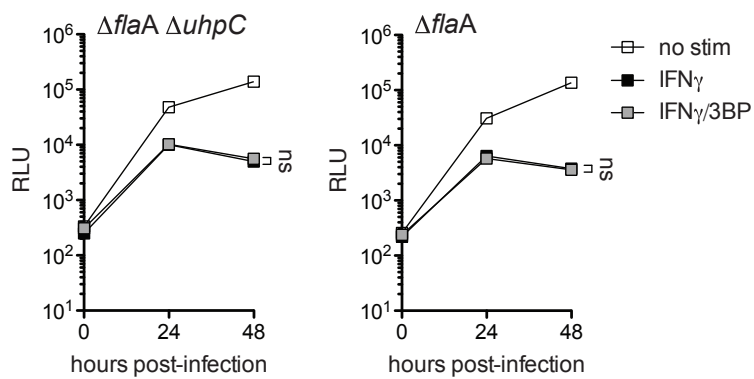 ΔflaA ΔuhpC
10⁶
10⁵
10⁴
10³
10²
10¹
RLU
ns
0 24 48
hours post-infection
ΔflaA
10⁶
10⁵
10⁴
10³
10²
10¹
RLU
ns
0 24 48
hours post-infection
no stim
IFNγ
IFNγ/3BP